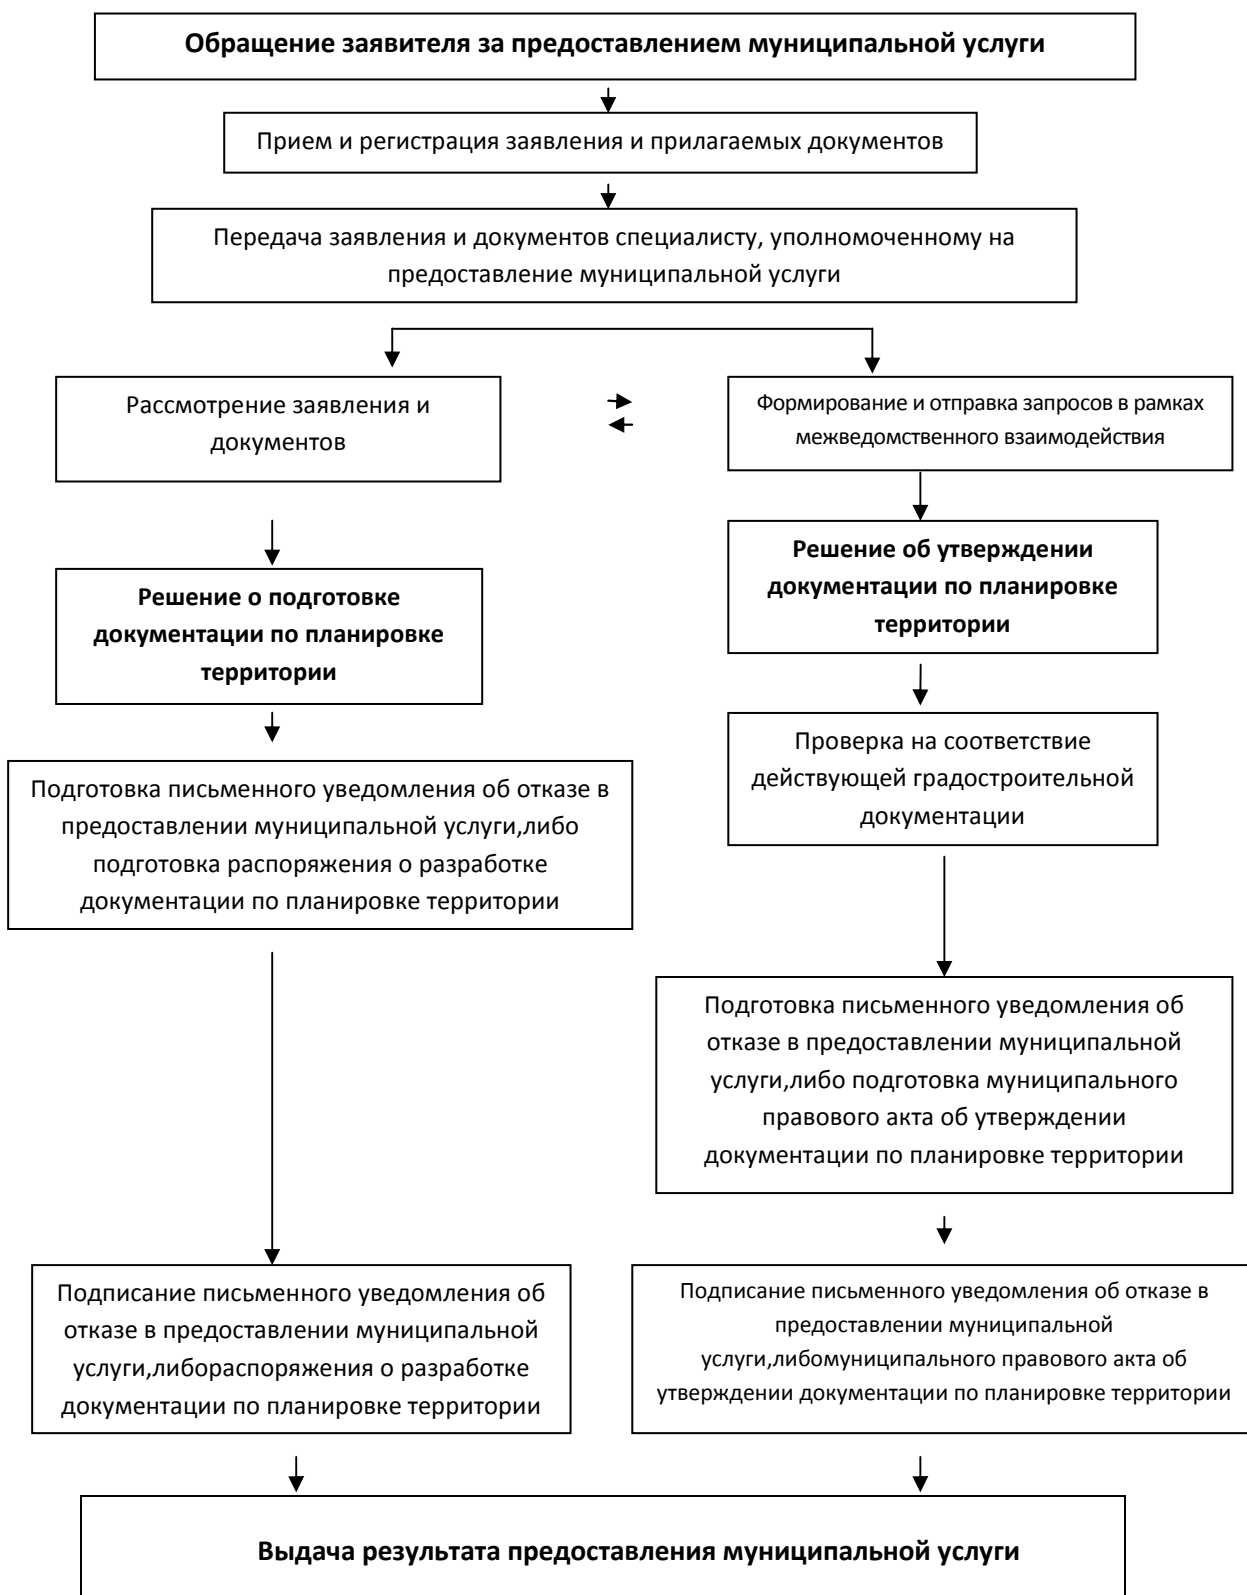 Обращение заявителя за предоставлением муниципальной услуги
Прием и регистрация заявления и прилагаемых документов
Передача заявления и документов специалисту, уполномоченному на
предоставление муниципальной услуги
Рассмотрение заявления и
документов
Формирование и отправка запросов в рамках
межведомственного взаимодействия
Решение о подготовке
документации по планировке
территории
Решение об утверждении
документации по планировке
территории
Проверка на соответствие
действующей градостроительной
документации
Подготовка письменного уведомления об отказе в
предоставлении муниципальной услуги,либо
подготовка распоряжения о разработке
документации по планировке территории
Подготовка письменного уведомления об
отказе в предоставлении муниципальной
услуги,либо подготовка муниципального
правового акта об утверждении
документации по планировке территории
Подписание письменного уведомления об
отказе в предоставлении муниципальной
услуги,либораспоряжения о разработке
документации по планировке территории
Подписание письменного уведомления об отказе в
предоставлении муниципальной
услуги,либомуниципального правового акта об
утверждении документации по планировке территории
Выдача результата предоставления муниципальной услуги